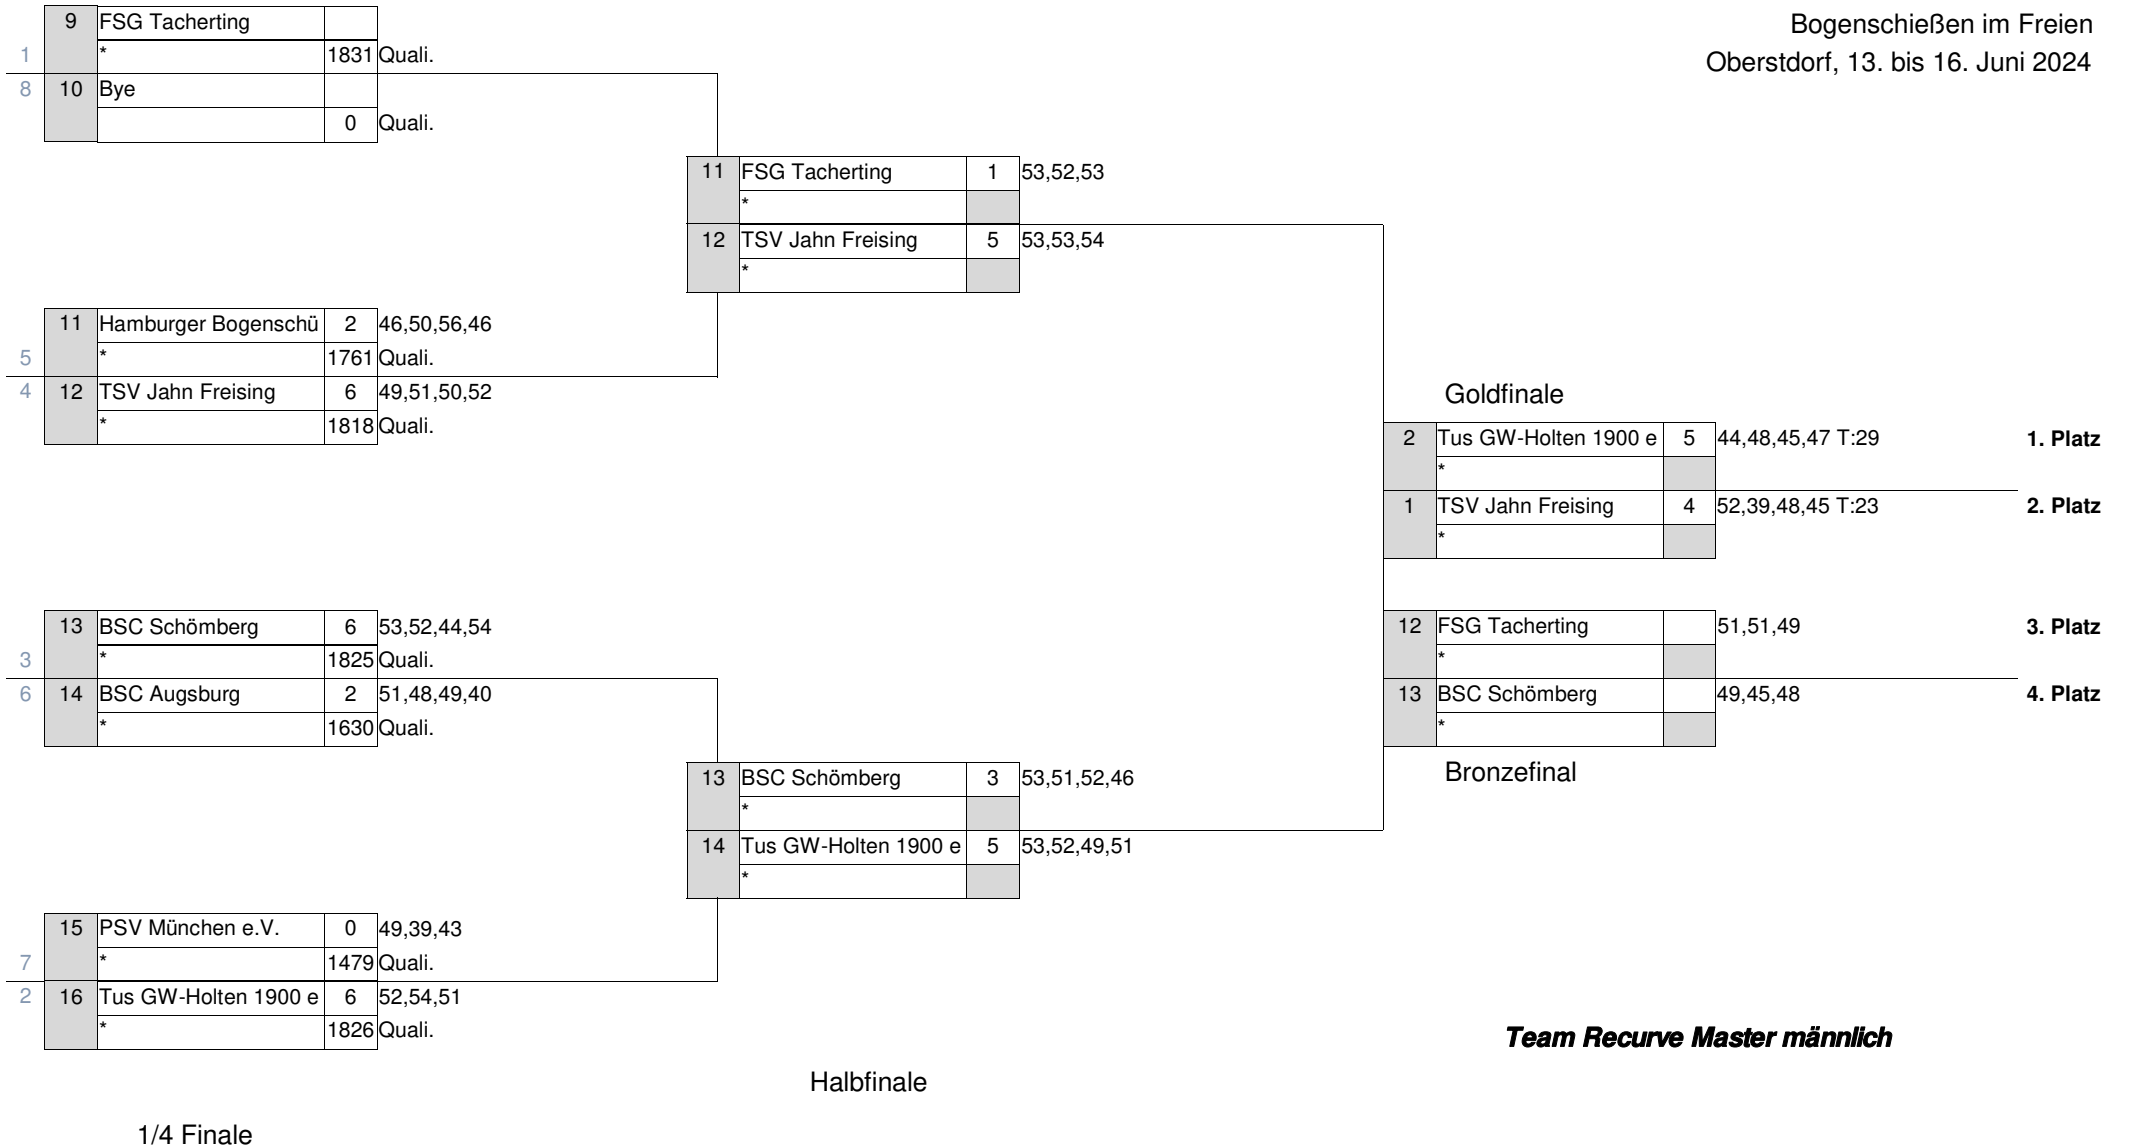 Bogenschießen im Freien
Oberstdorf, 13. bis 16. Juni 2024
9 FSG Tacherting
1 * 1831 Quali.
8 10 Bye
0 Quali.
11 FSG Tacherting 1 53,52,53
*
12 TSV Jahn Freising 5 53,53,54
*
11 Hamburger Bogenschü 2 46,50,56,46
5 * 1761 Quali.
4 12 TSV Jahn Freising 6 49,51,50,52
* 1818 Quali.
Goldfinale
2 Tus GW-Holten 1900 e 5 44,48,45,47 T:29 1. Platz
*
1 TSV Jahn Freising 4 52,39,48,45 T:23 2. Platz
*
13 BSC Schömberg 6 53,52,44,54
3 * 1825 Quali.
6 14 BSC Augsburg 2 51,48,49,40
* 1630 Quali.
12 FSG Tacherting 51,51,49 3. Platz
*
13 BSC Schömberg 49,45,48 4. Platz
*
Bronzefinal
13 BSC Schömberg 3 53,51,52,46
*
14 Tus GW-Holten 1900 e 5 53,52,49,51
*
15 PSV München e.V. 0 49,39,43
7 * 1479 Quali.
2 16 Tus GW-Holten 1900 e 6 52,54,51
* 1826 Quali.
Team Recurve Master männlich
Halbfinale
1/4 Finale